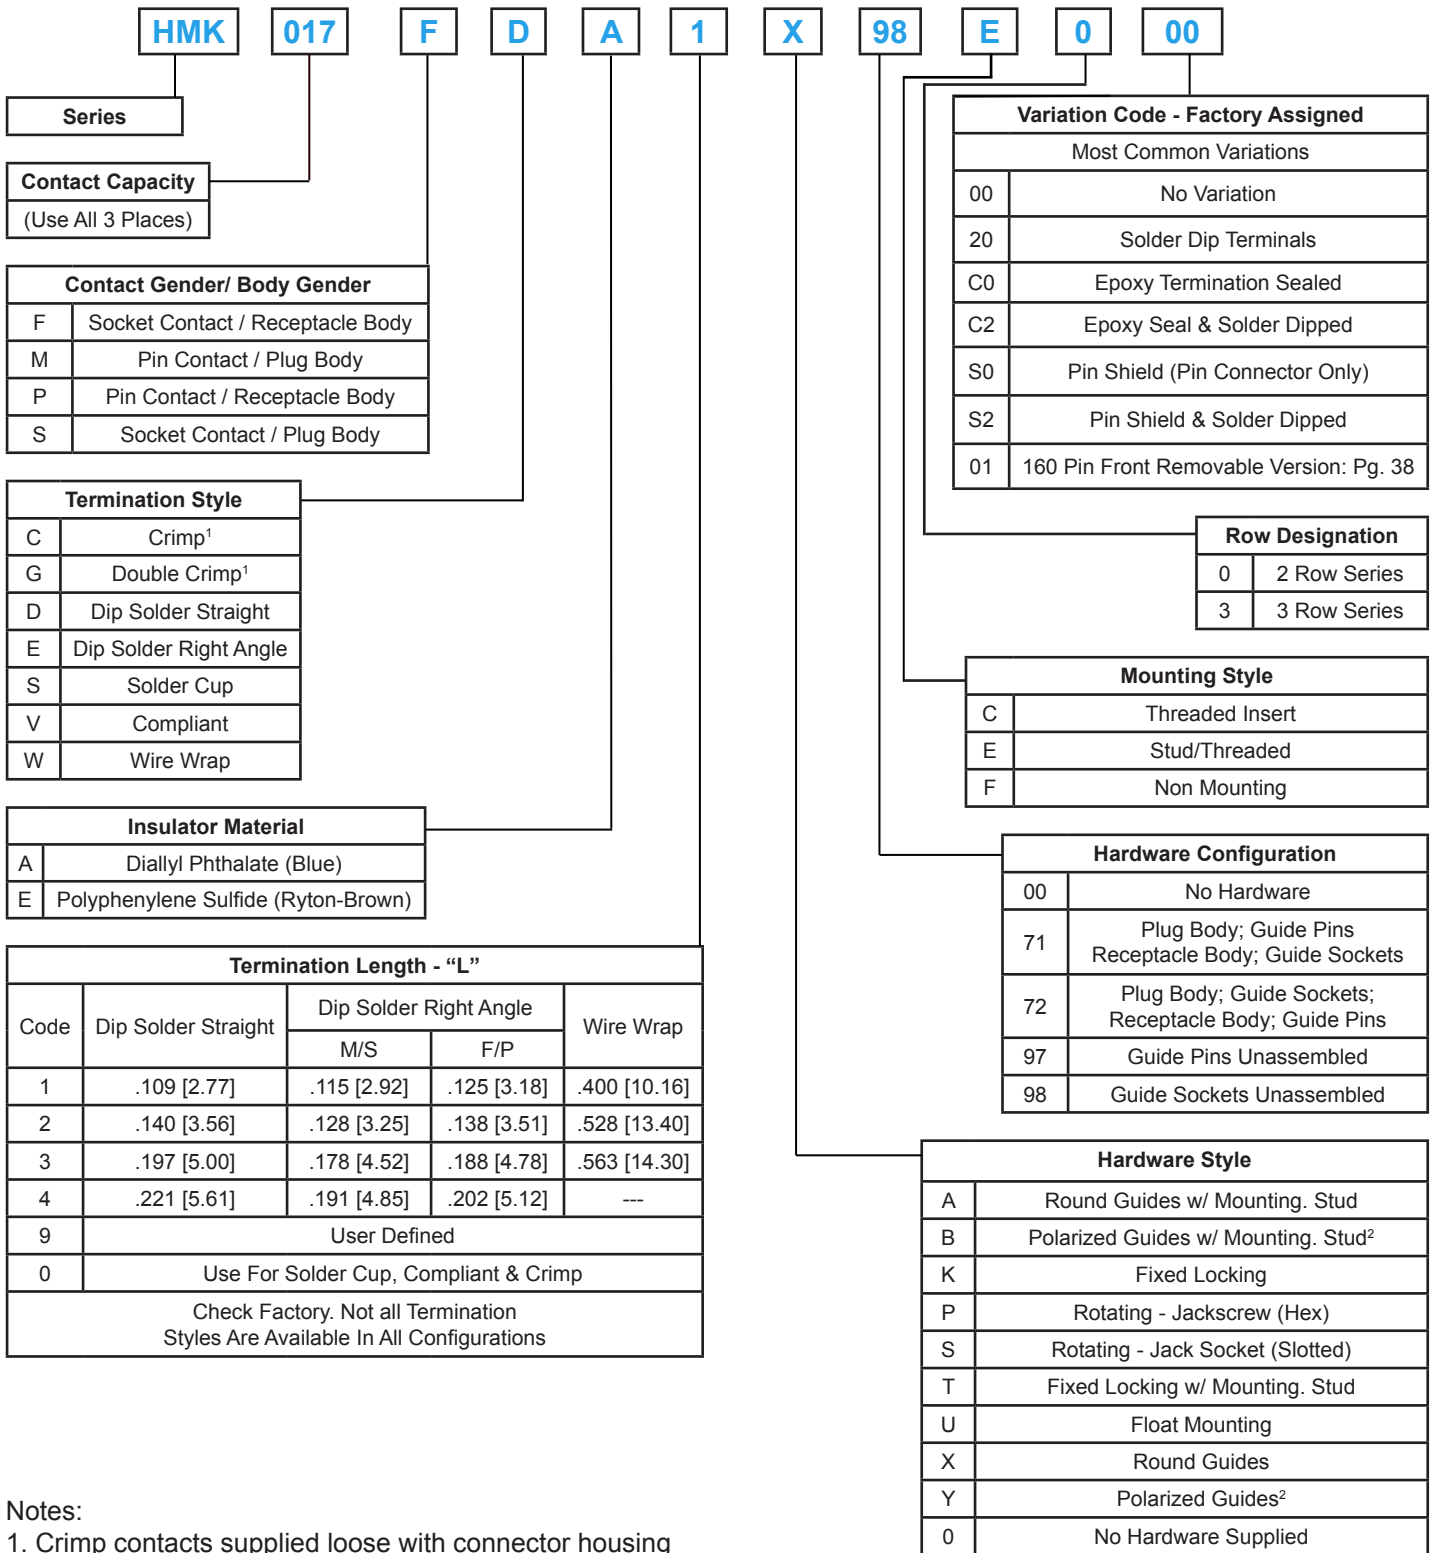 HMK 017 F D A 1 X 98 E 0 00
Series
Contact Capacity
(Use All 3 Places)
Contact Gender/ Body Gender
F Socket Contact / Receptacle Body
M Pin Contact / Plug Body
P Pin Contact / Receptacle Body
S Socket Contact / Plug Body
Termination Style
C Crimp¹
G Double Crimp¹
D Dip Solder Straight
E Dip Solder Right Angle
S Solder Cup
V Compliant
W Wire Wrap
Insulator Material
A Diallyl Phthalate (Blue)
E Polyphenylene Sulfide (Ryton-Brown)
Termination Length - “L”
Code Dip Solder Straight Dip Solder Right Angle Wire Wrap
M/S F/P
1 .109 [2.77] .115 [2.92] .125 [3.18] .400 [10.16]
2 .140 [3.56] .128 [3.25] .138 [3.51] .528 [13.40]
3 .197 [5.00] .178 [4.52] .188 [4.78] .563 [14.30]
4 .221 [5.61] .191 [4.85] .202 [5.12] ---
9 User Defined
0 Use For Solder Cup, Compliant & Crimp
Check Factory. Not all Termination
Styles Are Available In All Configurations
Variation Code - Factory Assigned
Most Common Variations
00 No Variation
20 Solder Dip Terminals
C0 Epoxy Termination Sealed
C2 Epoxy Seal & Solder Dipped
S0 Pin Shield (Pin Connector Only)
S2 Pin Shield & Solder Dipped
01 160 Pin Front Removable Version: Pg. 38
Row Designation
0 2 Row Series
3 3 Row Series
Mounting Style
C Threaded Insert
E Stud/Threaded
F Non Mounting
Hardware Configuration
00 No Hardware
71 Plug Body; Guide Pins
Receptacle Body; Guide Sockets
72 Plug Body; Guide Sockets;
Receptacle Body; Guide Pins
97 Guide Pins Unassembled
98 Guide Sockets Unassembled
Hardware Style
A Round Guides w/ Mounting. Stud
B Polarized Guides w/ Mounting. Stud²
K Fixed Locking
P Rotating - Jackscrew (Hex)
S Rotating - Jack Socket (Slotted)
T Fixed Locking w/ Mounting. Stud
U Float Mounting
X Round Guides
Y Polarized Guides²
0 No Hardware Supplied
Notes:
1. Crimp contacts supplied loose with connector housing